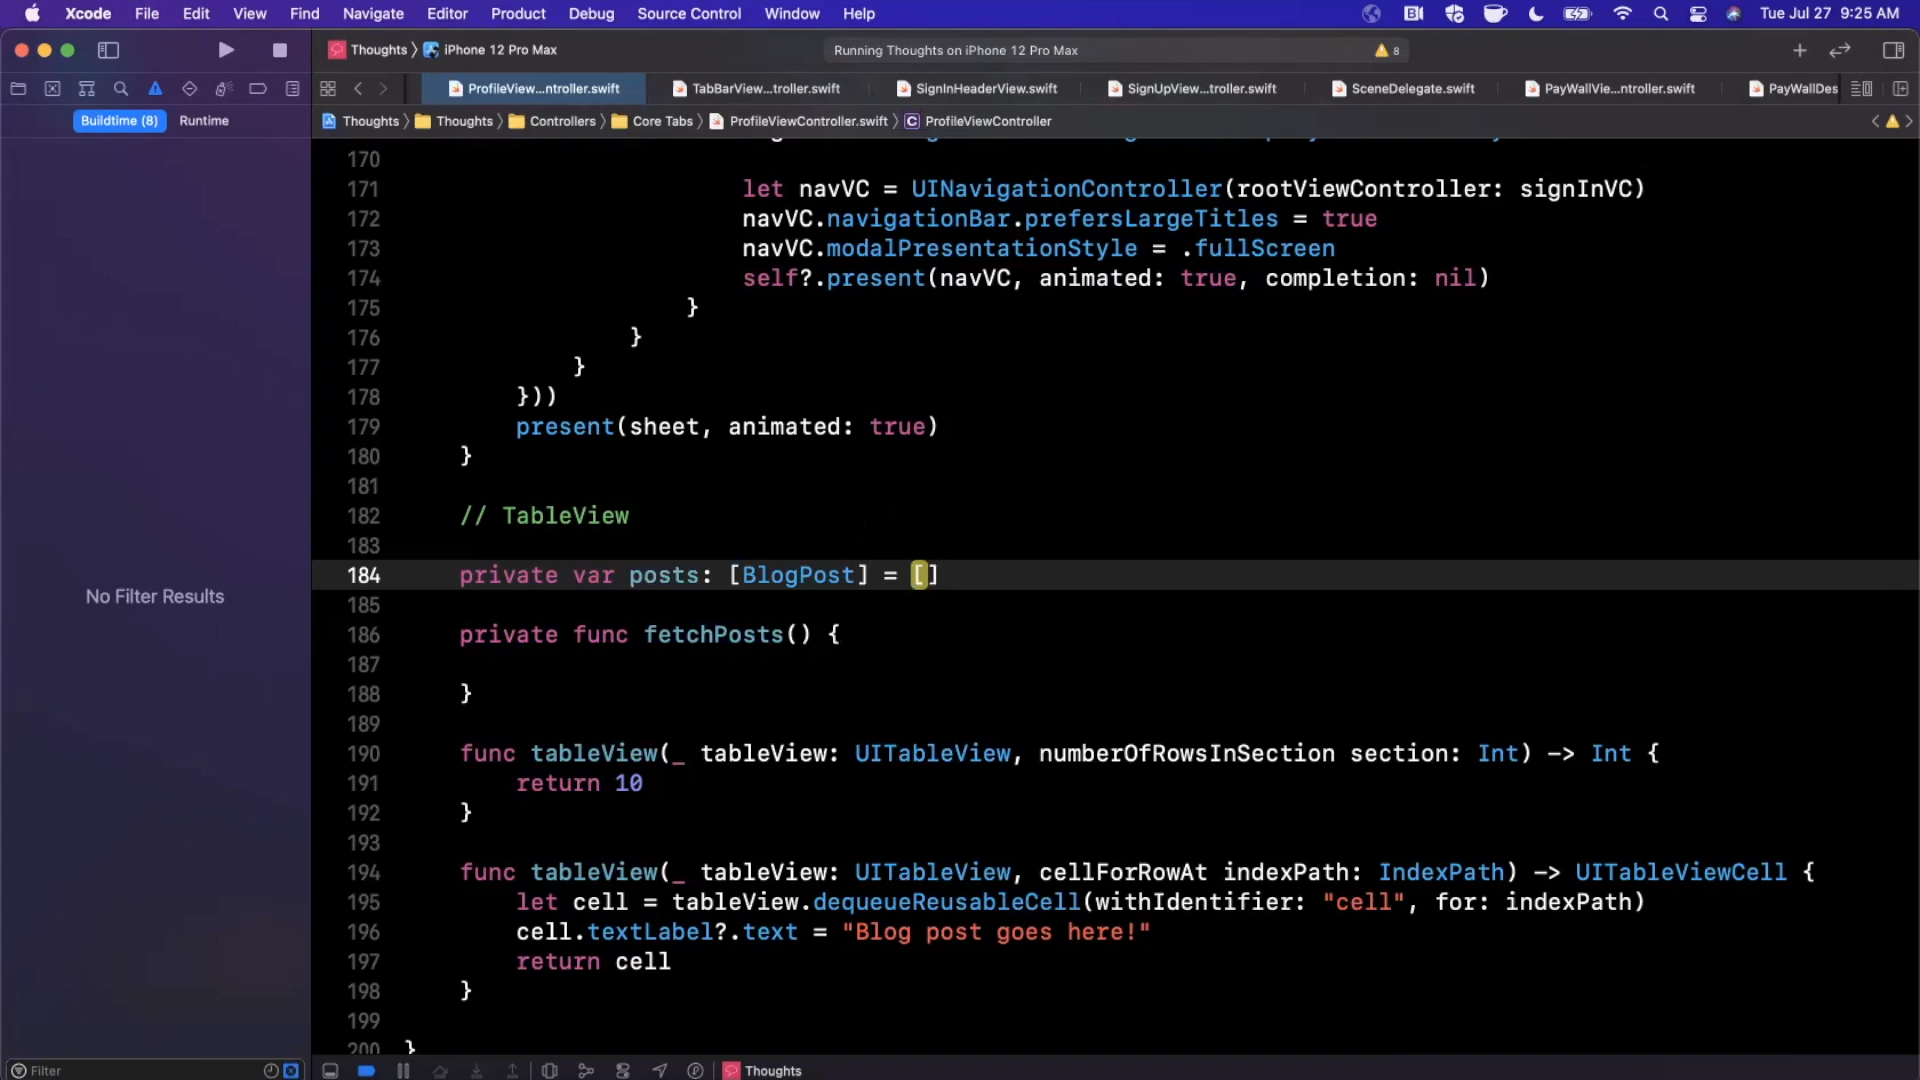 Xcode File Edit View Find Navigate Editor Product Debug Source Control Window Help Tue Jul 27 9:25 AM
Thoughts 〉 iPhone 12 Pro Max Running Thoughts on iPhone 12 Pro Max 8
ProfileView...ntroller.swift TabBarView...troller.swift SignInHeaderView.swift SignUpView...troller.swift SceneDelegate.swift PayWallVie...ntroller.swift PayWallDes
Buildtime (8) Runtime
Thoughts 〉 Thoughts 〉 Controllers 〉 Core Tabs 〉 ProfileViewController.swift 〉 C ProfileViewController
170
171 let navVC = UINavigationController(rootViewController: signInVC)
172 navVC.navigationBar.prefersLargeTitles = true
173 navVC.modalPresentationStyle = .fullScreen
174 self?.present(navVC, animated: true, completion: nil)
175 }
176 }
177 }
178 }))
179 present(sheet, animated: true)
180 }
181
182 // TableView
183
184 private var posts: [BlogPost] = []
185
186 private func fetchPosts() {
187
188 }
189
190 func tableView(_ tableView: UITableView, numberOfRowsInSection section: Int) -> Int {
191 return 10
192 }
193
194 func tableView(_ tableView: UITableView, cellForRowAt indexPath: IndexPath) -> UITableViewCell {
195 let cell = tableView.dequeueReusableCell(withIdentifier: "cell", for: indexPath)
196 cell.textLabel?.text = "Blog post goes here!"
197 return cell
198 }
199
200 }
No Filter Results
Filter
Thoughts